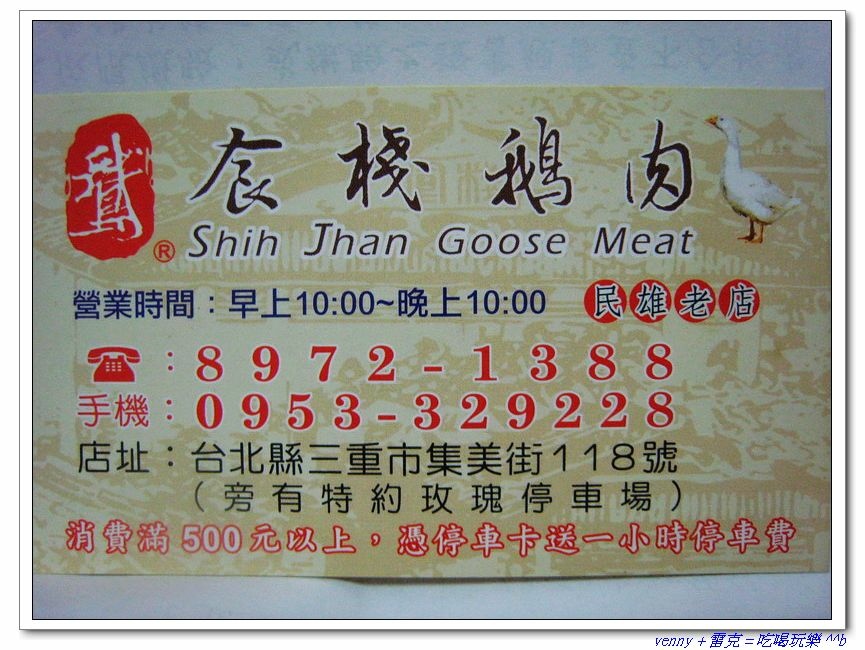 鵝
食栈鵝肉
® Shih Jhan Goose Meat
營業時間：早上10:00~晚上10:00 民雄老店
☎：8972-1388
手機：0953-329228
店址：台北縣三重市集美街118號
（旁有特約玫瑰停車場）
消費滿500元以上，憑停車卡送一小時停車費
venny + 雷克 = 吃喝玩樂 ^^b